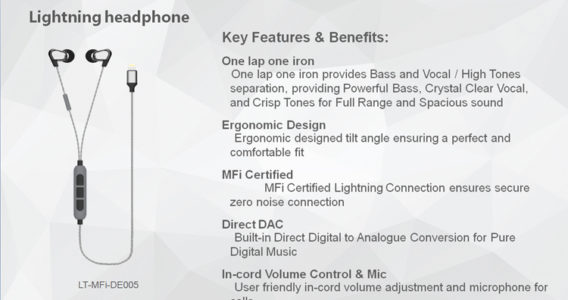 Lightning headphone
Key Features & Benefits:
One lap one iron
One lap one iron provides Bass and Vocal / High Tones
separation, providing Powerful Bass, Crystal Clear Vocal,
and Crisp Tones for Full Range and Spacious sound
Ergonomic Design
Ergonomic designed tilt angle ensuring a perfect and
comfortable fit
MFi Certified
MFi Certified Lightning Connection ensures secure
zero noise connection
Direct DAC
Built-in Direct Digital to Analogue Conversion for Pure
Digital Music
In-cord Volume Control & Mic
User friendly in-cord volume adjustment and microphone for
LT-MFi-DE005